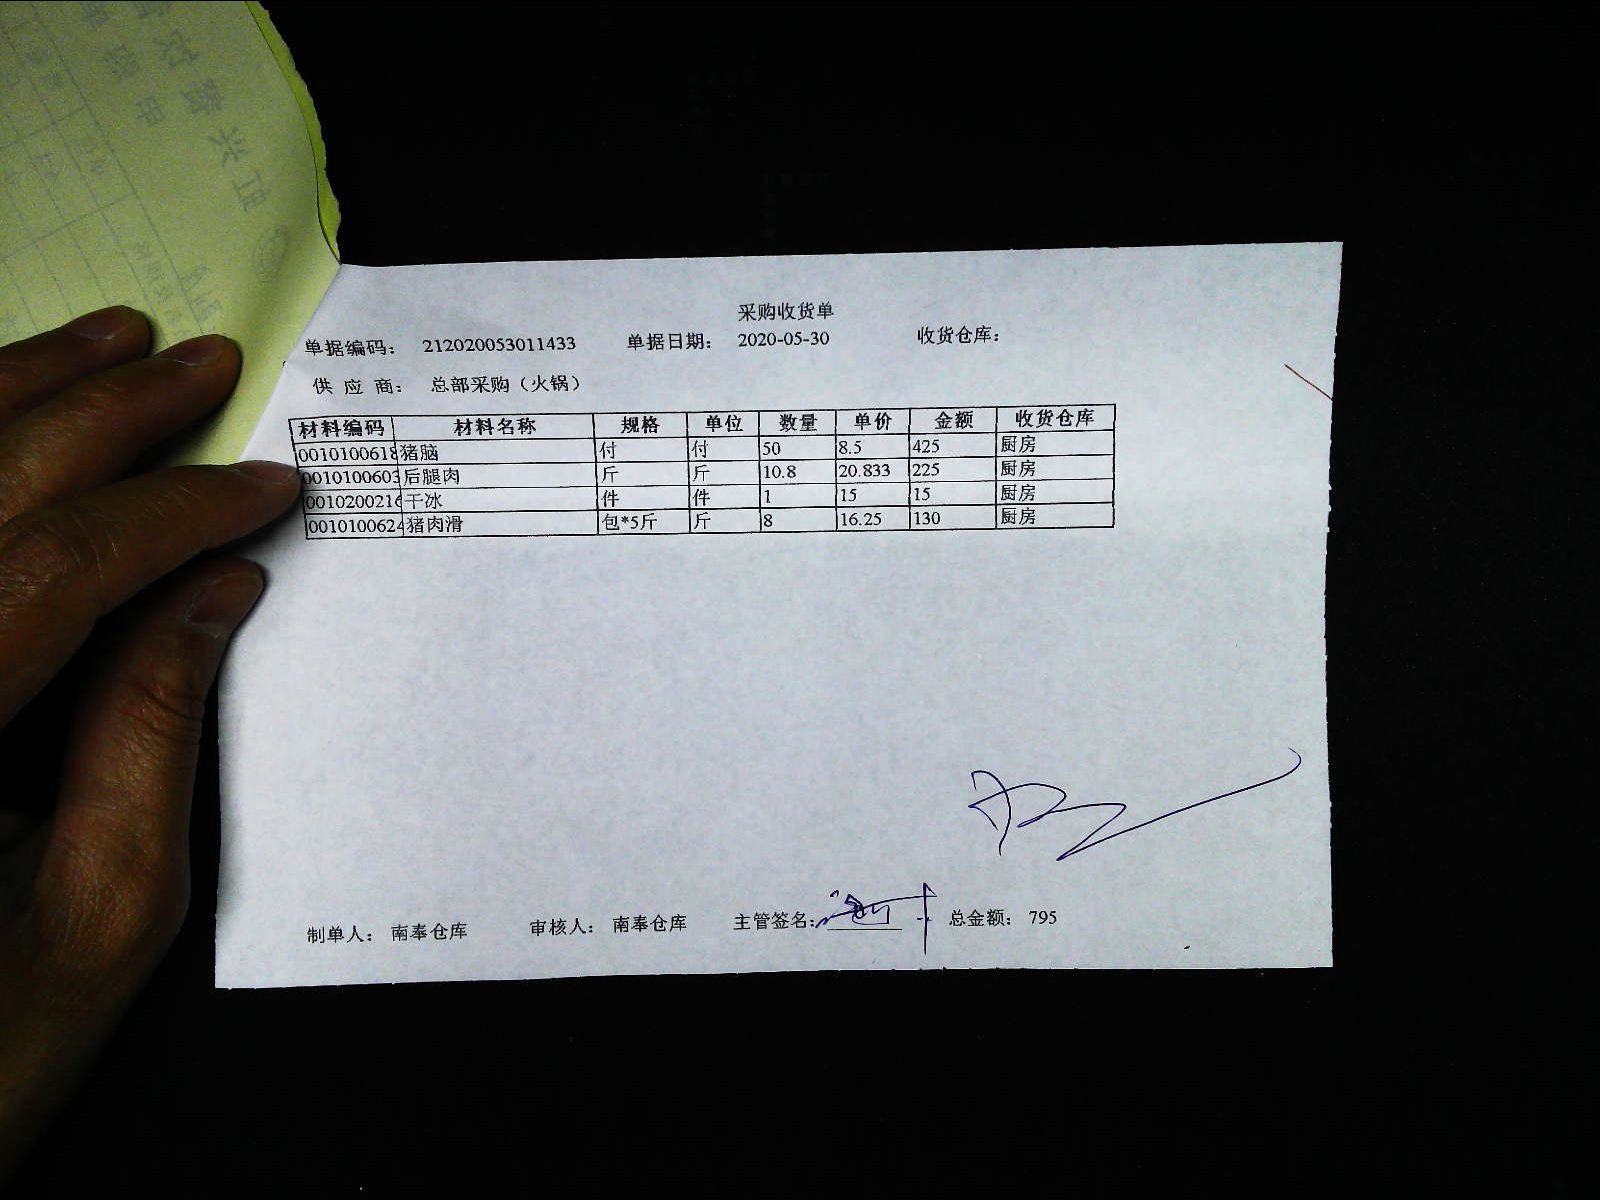 采购收货单
单据编码： 212020053011433 单据日期： 2020-05-30 收货仓库：
供 应 商： 总部采购（火锅）
材料编码 材料名称 规格 单位 数量 单价 金额 收货仓库
0010100618 猪脑 付 付 50 8.5 425 厨房
0010100603 后腿肉 斤 斤 10.8 20.833 225 厨房
0010200216 干冰 件 件 1 15 15 厨房
0010100624 猪肉滑 包*5斤 斤 8 16.25 130 厨房
制单人： 南奉仓库 审核人： 南奉仓库 主管签名： 总金额： 795